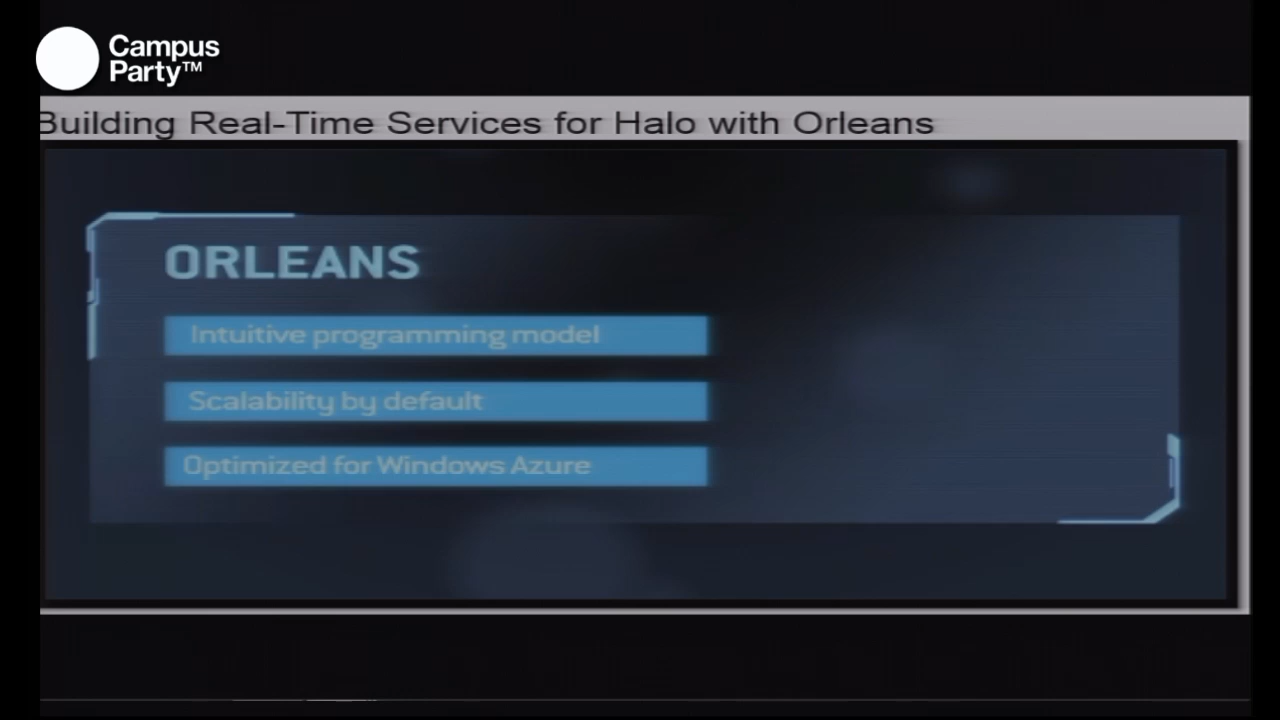 Campus
Party™
Building Real-Time Services for Halo with Orleans
ORLEANS
Intuitive programming model
Scalability by default
Optimized for Windows Azure